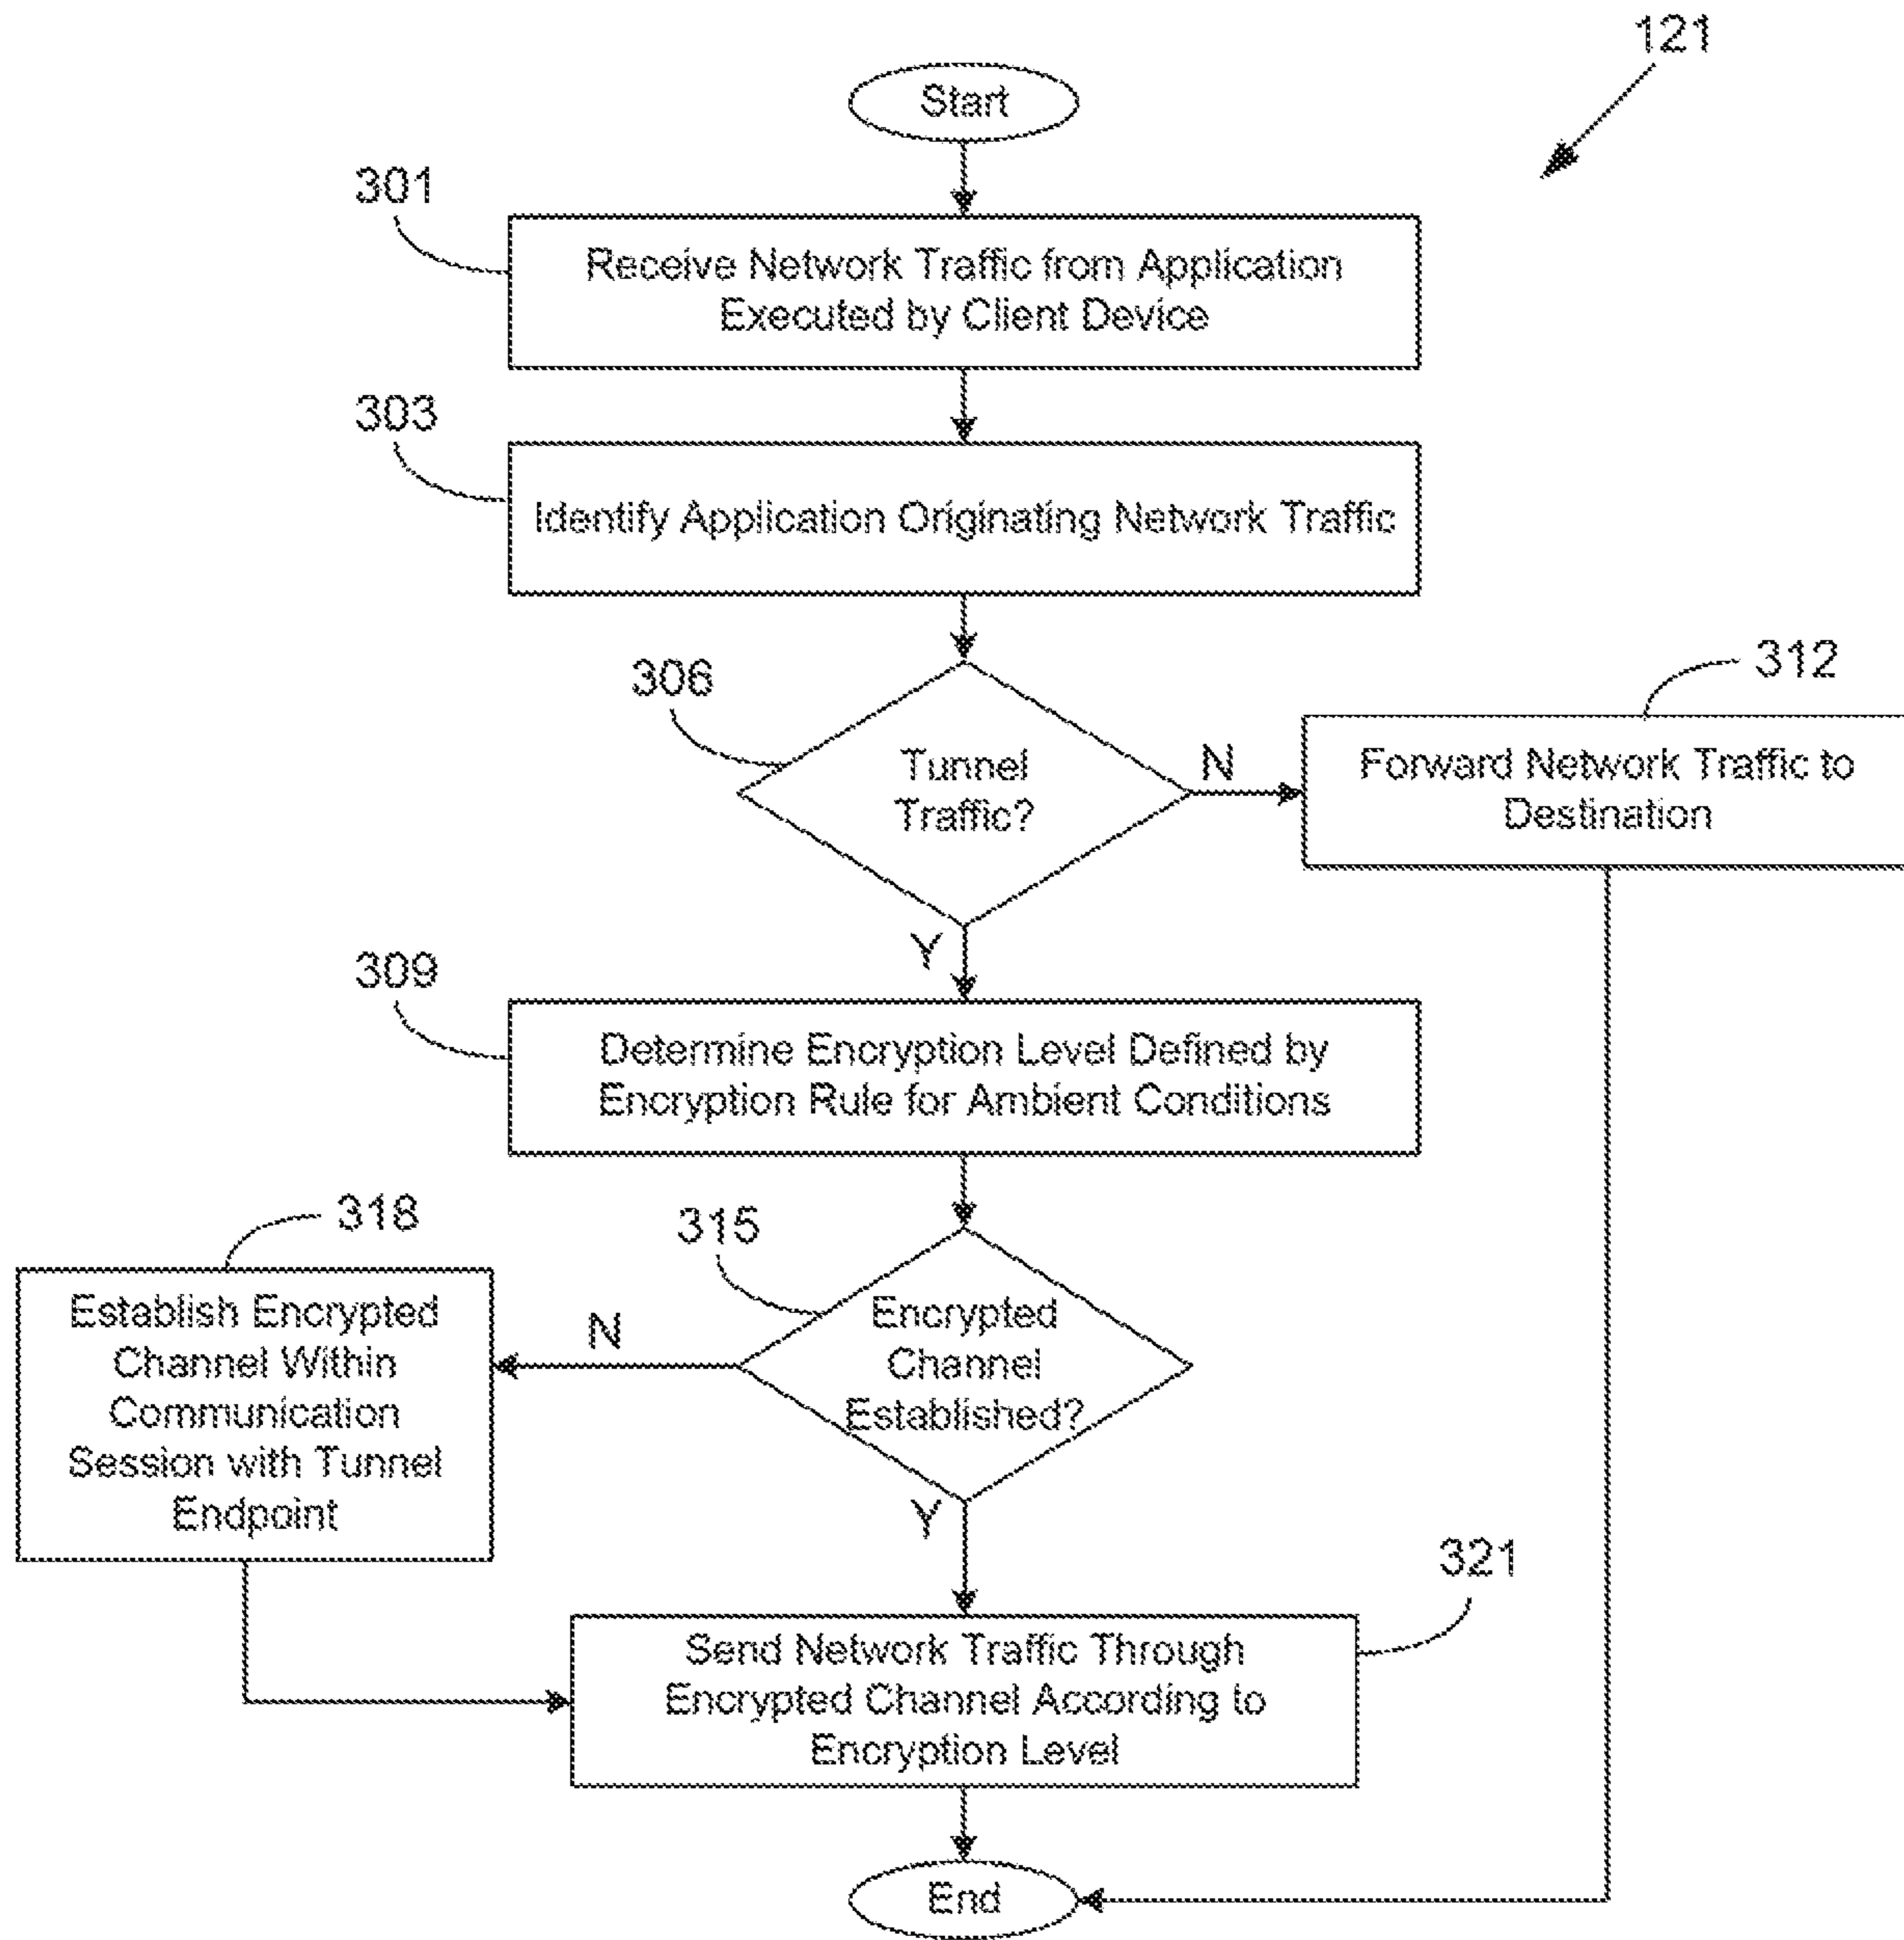 121
Start
301
Receive Network Traffic from Application
Executed by Client Device
303
Identify Application Originating Network Traffic
306
Tunnel
Traffic?
N
312
Forward Network Traffic to
Destination
Y
309
Determine Encryption Level Defined by
Encryption Rule for Ambient Conditions
318
Establish Encrypted
Channel Within
Communication
Session with Tunnel
Endpoint
315
Encrypted
Channel
Established?
N
Y
321
Send Network Traffic Through
Encrypted Channel According to
Encryption Level
End